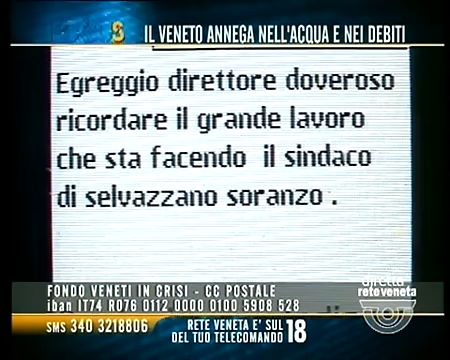 8 IL VENETO ANNEGA NELL'ACQUA E NEI DEBITI
Egreggio direttore doveroso
ricordare il grande lavoro
che sta facendo il sindaco
di selvazzano soranzo .
FONDO VENETI IN CRISI - CC POSTALE
iban IT74 R076 0112 0000 0100 5908 528
diretta
reteveneta
SMS 340 3218806
RETE VENETA E' SUL
DEL TUO TELECOMANDO 18